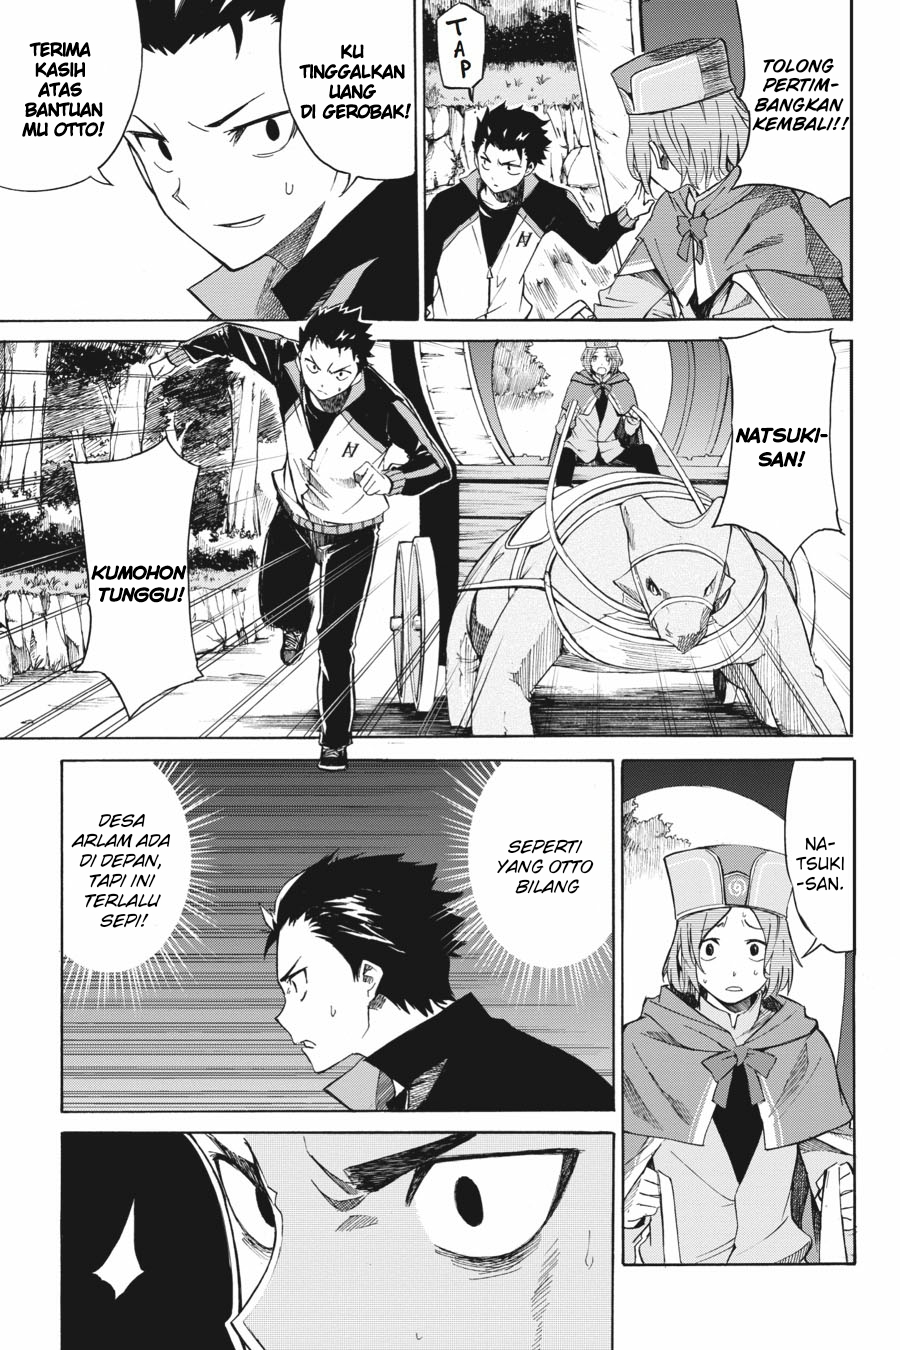 TOLONG
PERTIM-
BANGKAN
KEMBALI!!
TAP
KU
TINGGALKAN
UANG
DI GEROBAK!
TERIMA
KASIH
ATAS
BANTUAN
MU OTTO!
NATSUKI-
SAN!
KUMOHON
TUNGGU!
NA-
TSUKI
-SAN.
SEPERTI
YANG OTTO
BILANG
DESA
ARLAM ADA
DI DEPAN,
TAPI INI
TERLALU
SEPI!